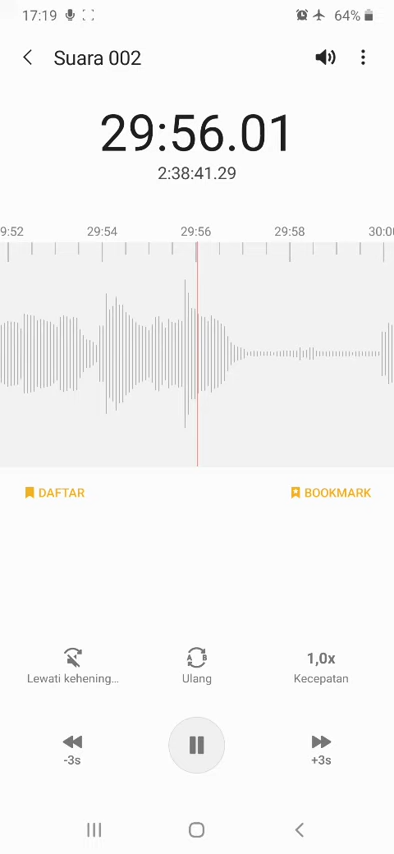 17:19
64%
Suara 002
29:56.01
2:38:41.29
9:52 29:54 29:56 29:58 30:0
DAFTAR BOOKMARK
A B 1,0x
Lewati kehening... Ulang Kecepatan
-3s +3s